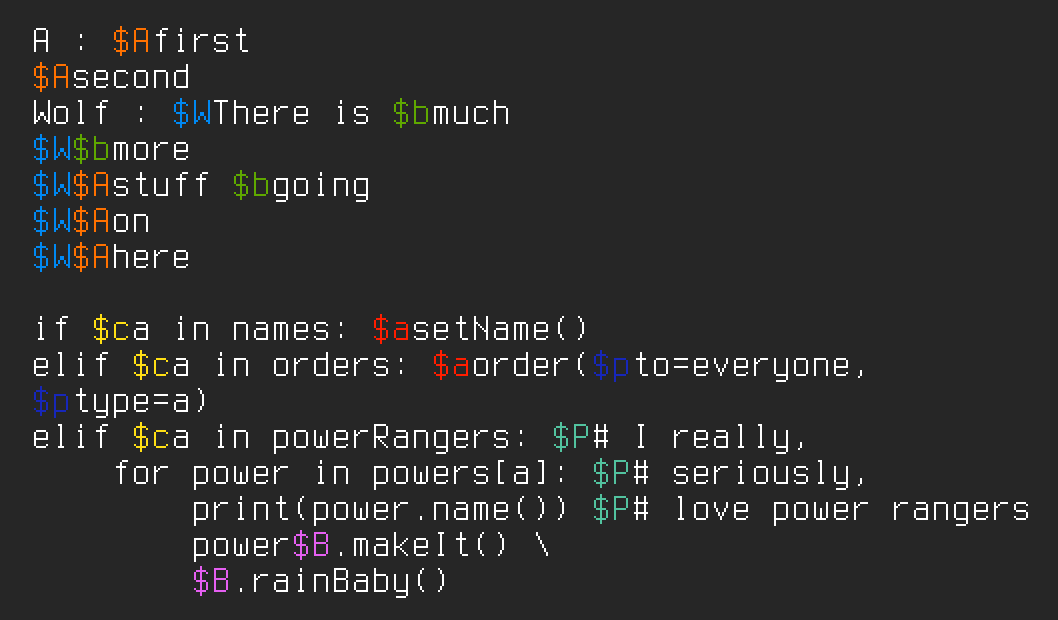 A : $Afirst
$Asecond
Wolf : $WThere is $bmuch
$W$bmore
$W$Astuff $bgoing
$W$Aon
$W$Ahere

if $ca in names: $asetName()
elif $ca in orders: $aorder($pto=everyone,
$ptype=a)
elif $ca in powerRangers: $P# I really,
    for power in powers[a]: $P# seriously,
        print(power.name()) $P# love power rangers
        power$B.makeIt() \
        $B.rainBaby()